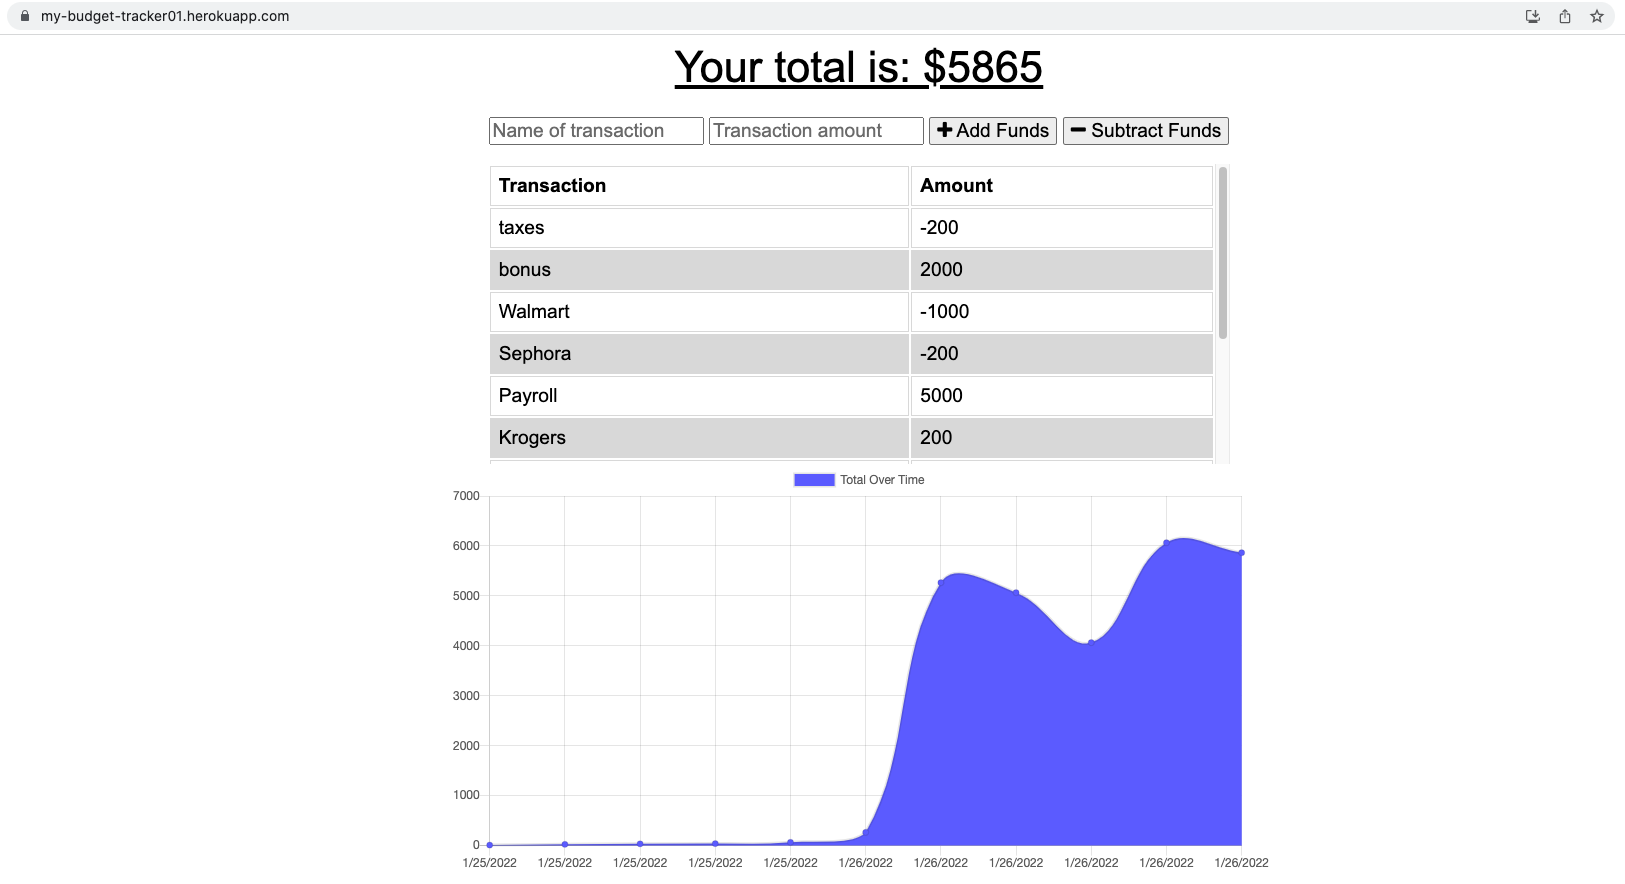 my-budget-tracker01.herokuapp.com
Your total is: $5865
Name of transaction Transaction amount Add Funds Subtract Funds
Transaction Amount
taxes -200
bonus 2000
Walmart -1000
Sephora -200
Payroll 5000
Krogers 200
Total Over Time
7000
6000
5000
4000
3000
2000
1000
0
1/25/2022 1/25/2022 1/25/2022 1/25/2022 1/25/2022 1/26/2022 1/26/2022 1/26/2022 1/26/2022 1/26/2022 1/26/2022